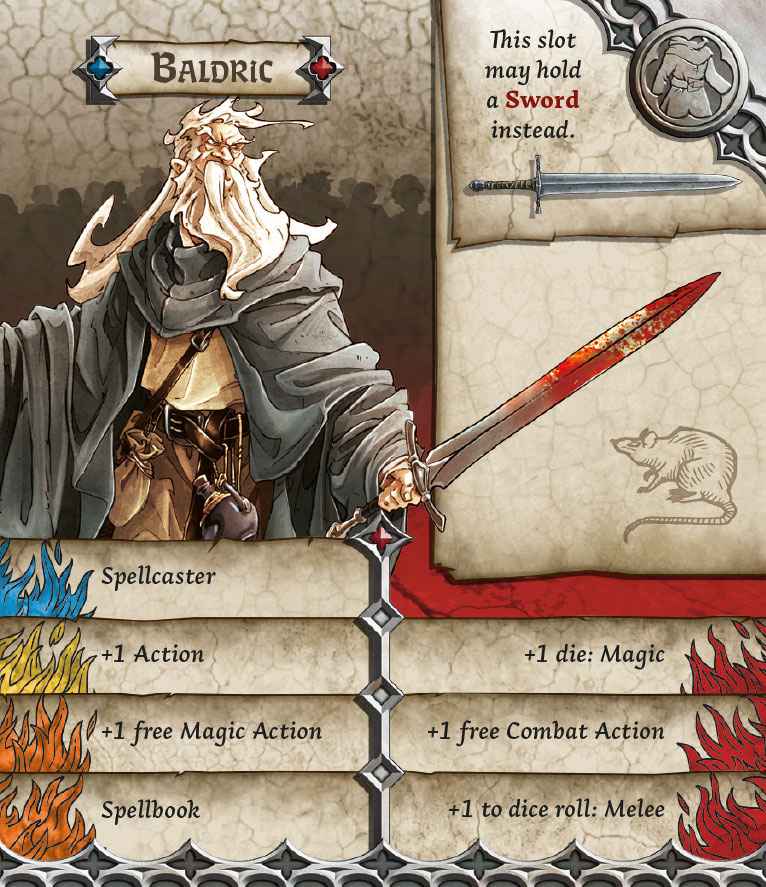 Baldric
This slot
may hold
a Sword
instead.
Spellcaster
+1 Action
+1 free Magic Action
Spellbook
+1 die: Magic
+1 free Combat Action
+1 to dice roll: Melee